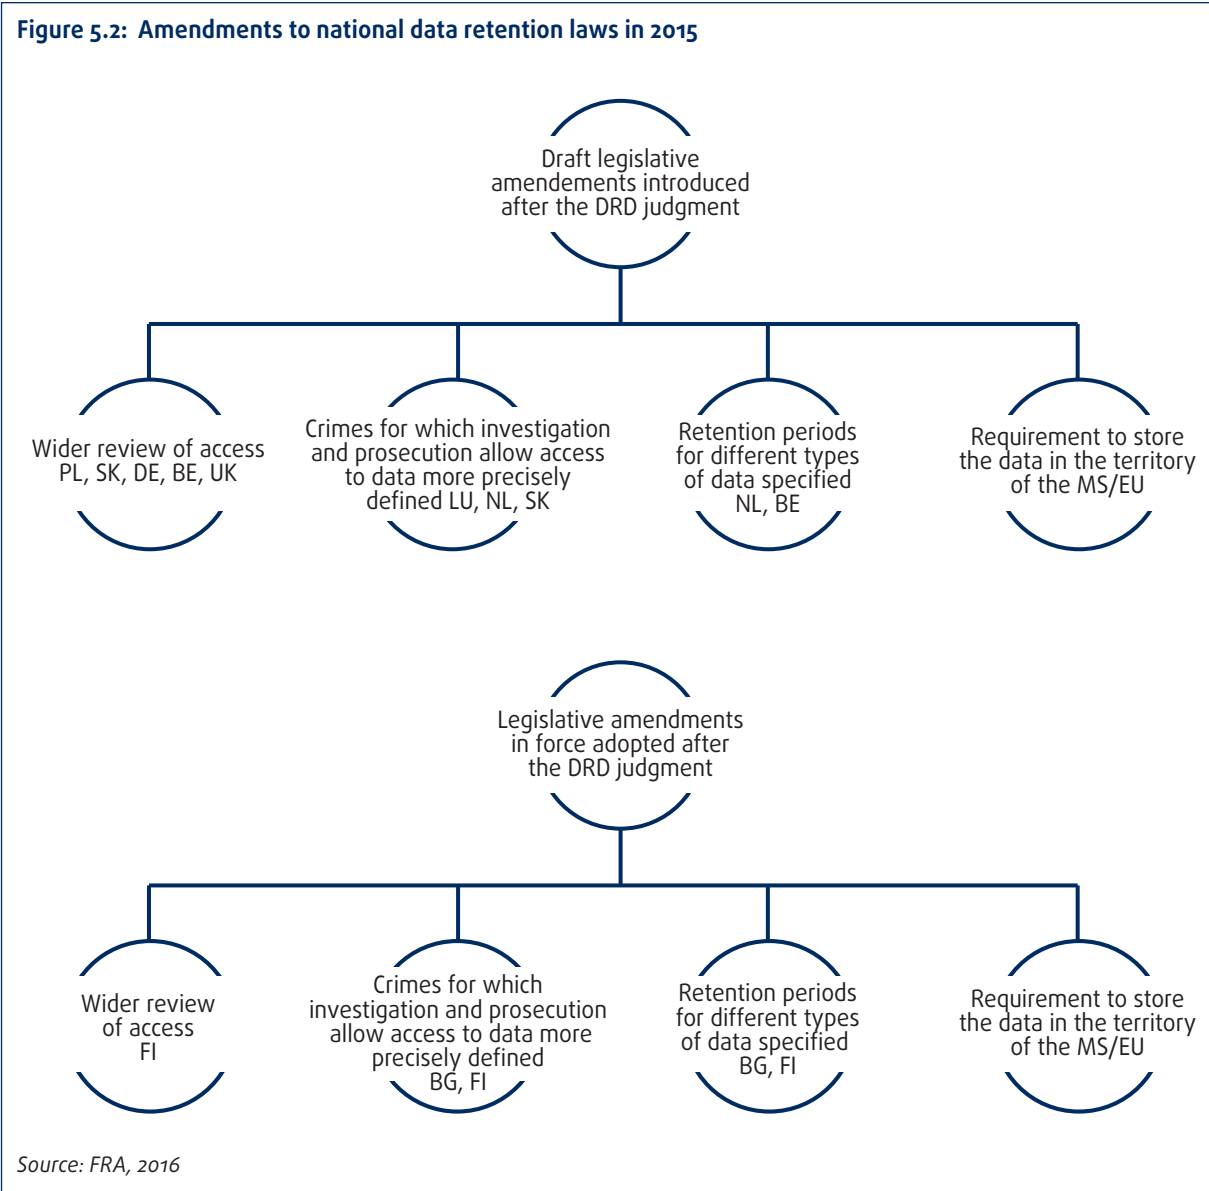 Figure 5.2: Amendments to national data retention laws in 2015
Draft legislative
amendements introduced
after the DRD judgment
Wider review of access
PL, SK, DE, BE, UK
Crimes for which investigation
and prosecution allow access
to data more precisely
defined LU, NL, SK
Retention periods
for different types
of data specified
NL, BE
Requirement to store
the data in the territory
of the MS/EU
Legislative amendments
in force adopted after
the DRD judgment
Wider review
of access
FI
Crimes for which
investigation and prosecution
allow access to data more
precisely defined
BG, FI
Retention periods
for different types
of data specified
BG, FI
Requirement to store
the data in the territory
of the MS/EU
Source: FRA, 2016